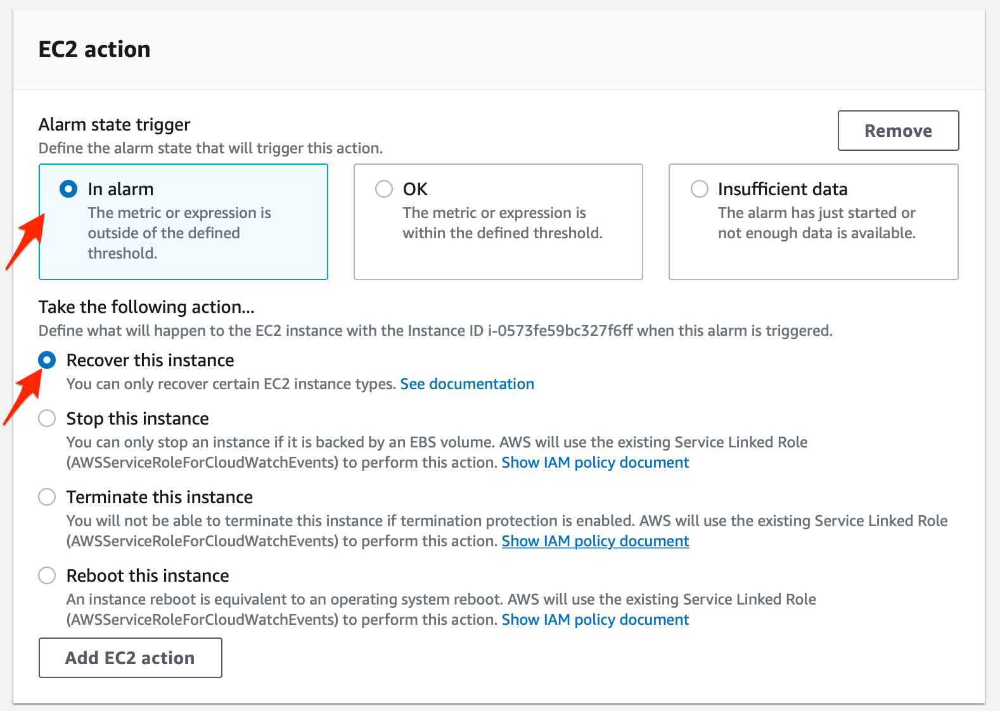 EC2 action
Alarm state trigger
Remove
Define the alarm state that will trigger this action.
In alarm
The metric or expression is
outside of the defined
threshold.
OK
The metric or expression is
within the defined threshold.
Insufficient data
The alarm has just started or
not enough data is available.
Take the following action...
Define what will happen to the EC2 instance with the Instance ID i-0573fe59bc327f6ff when this alarm is triggered.
Recover this instance
You can only recover certain EC2 instance types. See documentation
Stop this instance
You can only stop an instance if it is backed by an EBS volume. AWS will use the existing Service Linked Role
(AWSServiceRoleForCloudWatchEvents) to perform this action. Show IAM policy document
Terminate this instance
You will not be able to terminate this instance if termination protection is enabled. AWS will use the existing Service Linked Role
(AWSServiceRoleForCloudWatchEvents) to perform this action. Show IAM policy document
Reboot this instance
An instance reboot is equivalent to an operating system reboot. AWS will use the existing Service Linked Role
(AWSServiceRoleForCloudWatchEvents) to perform this action. Show IAM policy document
Add EC2 action